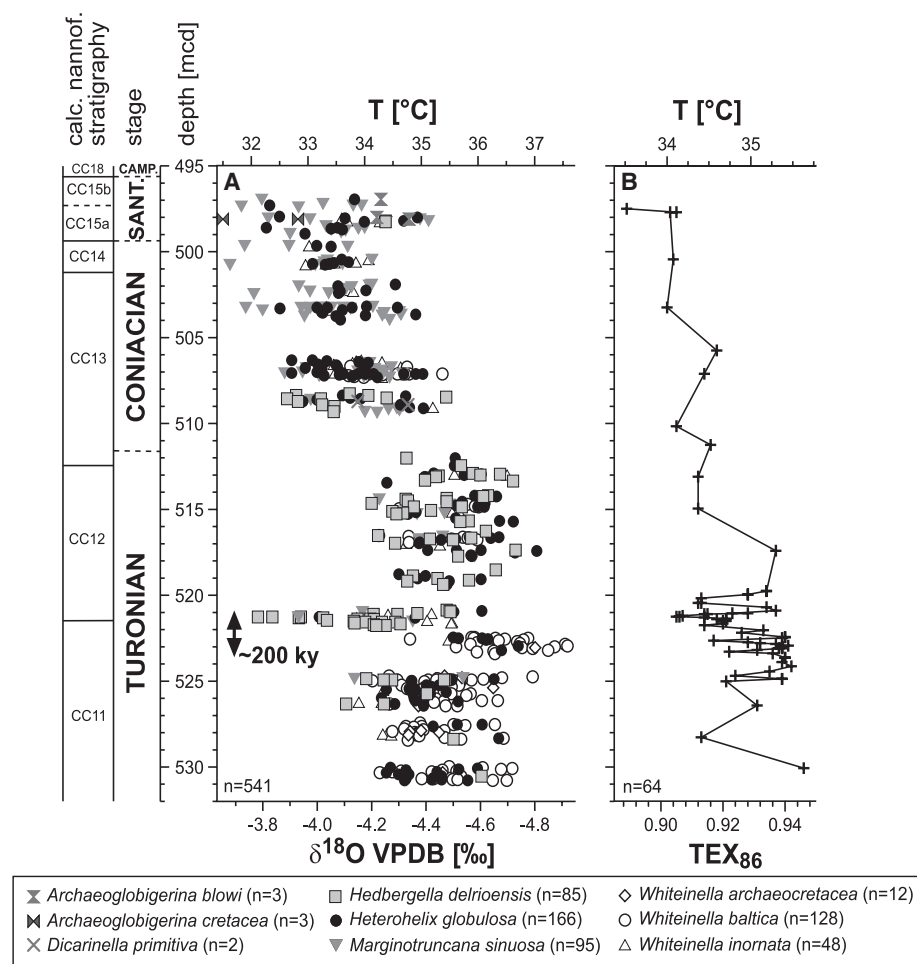 calc. nannof. stratigraphy
stage
depth [mcd]
T [°C]
T [°C]
32 33 34 35 36 37
34 35
CC18
CAMP.
495
A
B
CC15b
SANT.
CC15a
CC14
500
CONIACIAN
CC13
505
510
CC12
515
TURONIAN
520
~200 ky
CC11
525
530
n=541
n=64
-3.8 -4.0 -4.2 -4.4 -4.6 -4.8
0.90 0.92 0.94
δ18O VPDB [‰]
TEX86
Archaeoglobigerina blowi (n=3)
Hedbergella delrioensis (n=85)
Whiteinella archaeocretacea (n=12)
Archaeoglobigerina cretacea (n=3)
Heterohelix globulosa (n=166)
Whiteinella baltica (n=128)
Dicarinella primitiva (n=2)
Marginotruncana sinuosa (n=95)
Whiteinella inornata (n=48)